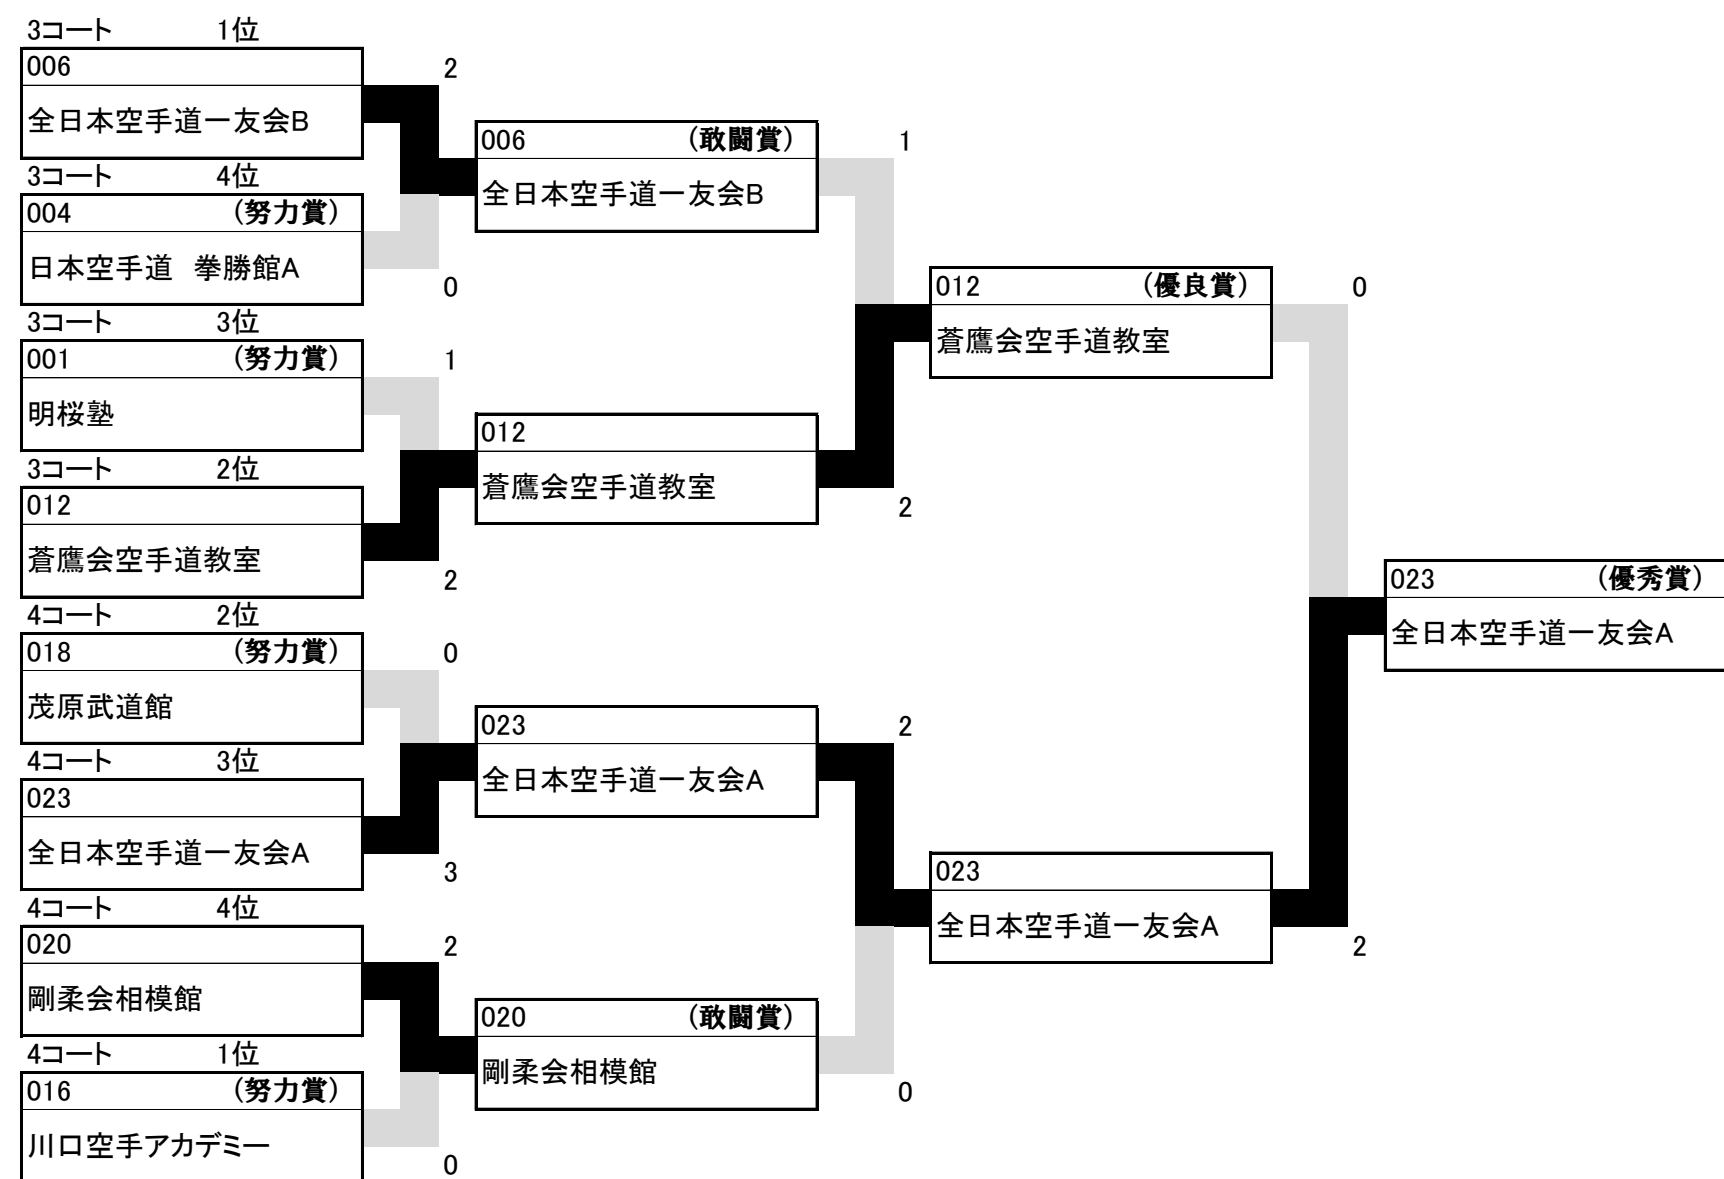 3コート 1位
006
全日本空手道一友会B
2
3コート 4位
004 (努力賞)
日本空手道 拳勝館A
0
3コート 3位
001 (努力賞)
明桜塾
1
3コート 2位
012
蒼鷹会空手道教室
2
4コート 2位
018 (努力賞)
茂原武道館
0
4コート 3位
023
全日本空手道一友会A
3
4コート 4位
020
剛柔会相模館
2
4コート 1位
016 (努力賞)
川口空手アカデミー
0
006 (敢闘賞)
全日本空手道一友会B
1
012
蒼鷹会空手道教室
2
023
全日本空手道一友会A
2
020 (敢闘賞)
剛柔会相模館
0
012 (優良賞)
蒼鷹会空手道教室
0
023
全日本空手道一友会A
2
023 (優秀賞)
全日本空手道一友会A